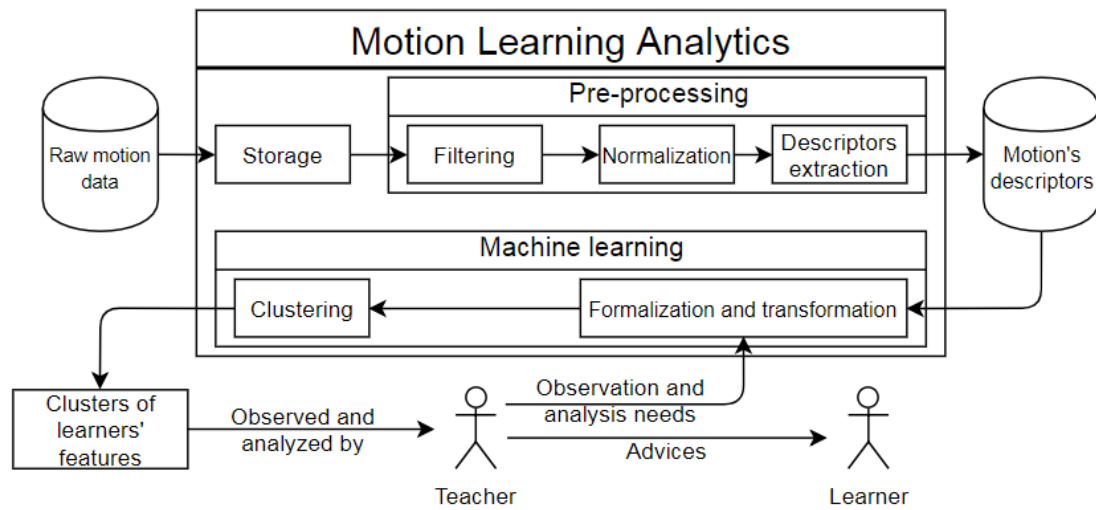 Motion Learning Analytics
Pre-processing
Raw motion
data
Storage
Filtering
Normalization
Descriptors
extraction
Motion's
descriptors
Machine learning
Clustering
Formalization and transformation
Clusters of
learners'
features
Observed and
analyzed by
Observation and
analysis needs
Advices
Teacher
Learner